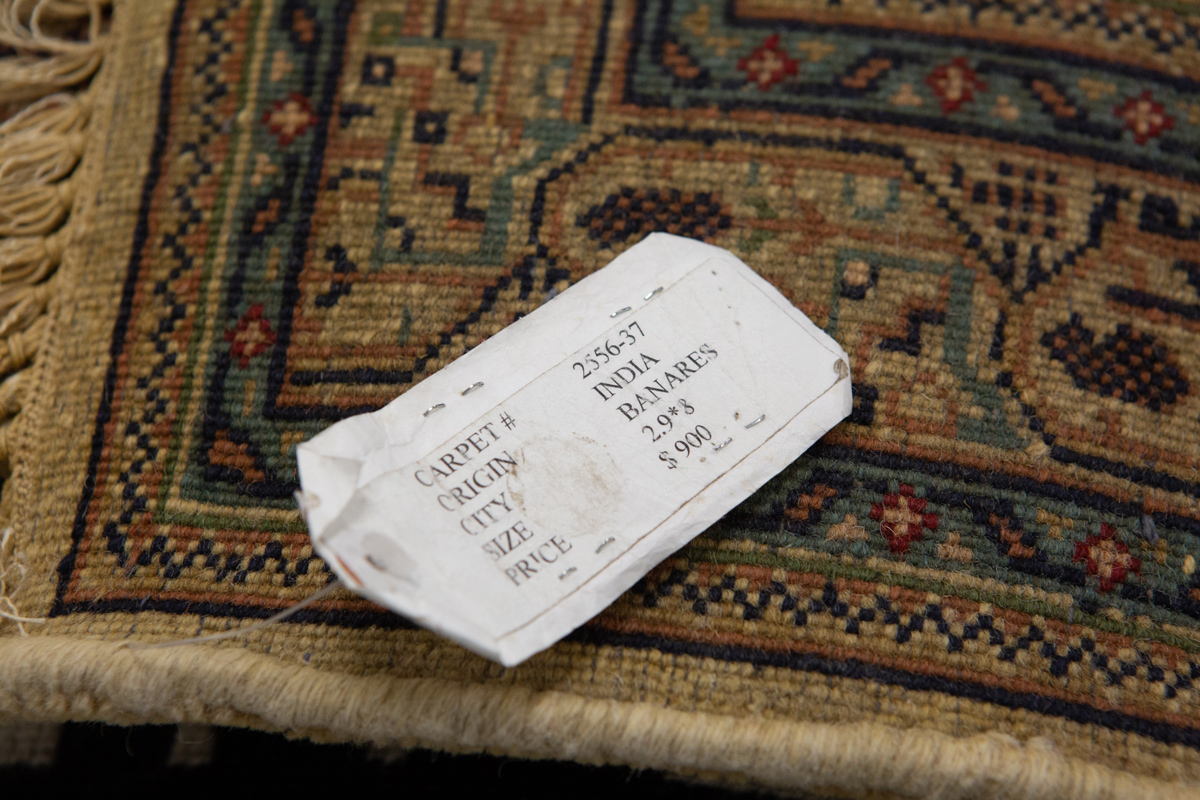 CARPET # 2556-37
ORIGIN INDIA
CITY BANARES
SIZE 2.9*8
PRICE $ 900